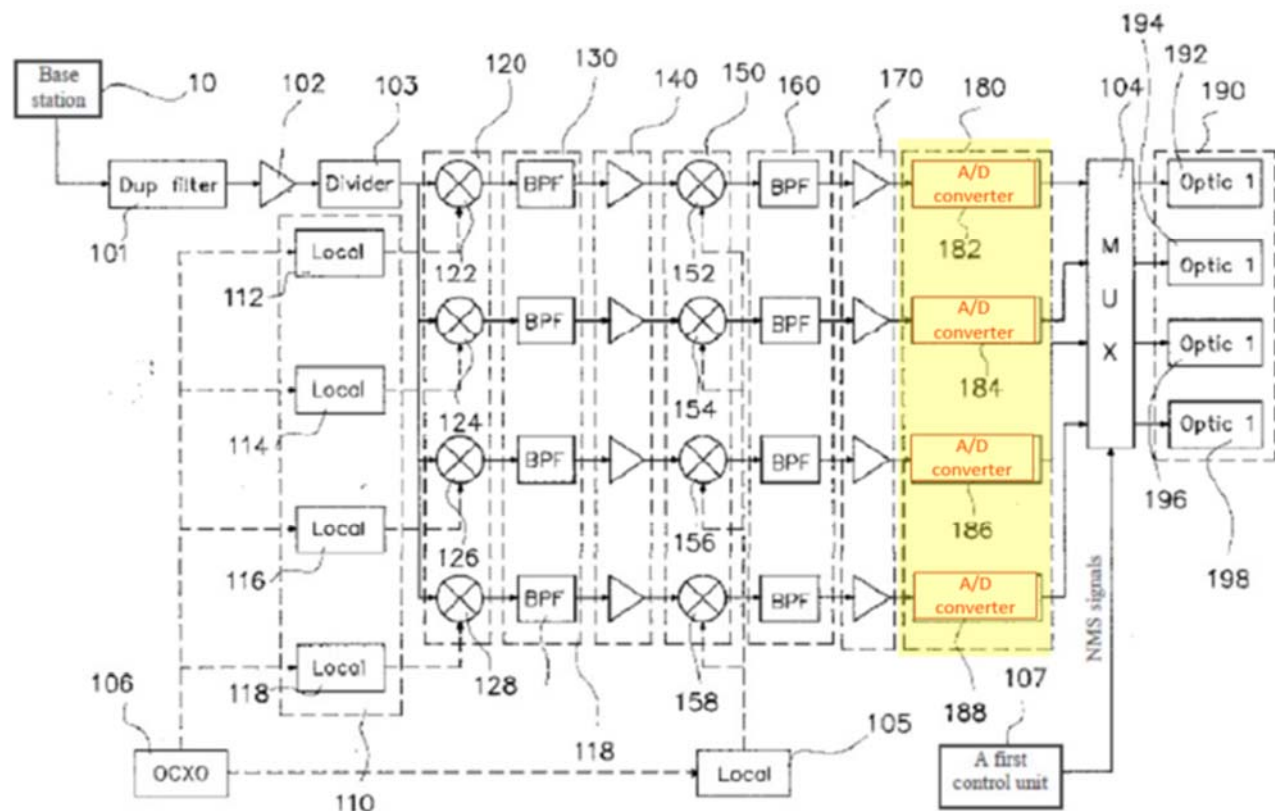 194
192
Base
station
10
102
103
120
130
140
150
160
170
180
104
190
Dup filter
Divider
BPF
BPF
A/D
converter
Optic 1
101
Local
122
152
182
112
M
U
X
Optic 1
BPF
BPF
A/D
converter
Local
124
154
184
Optic 1
114
Optic 1
BPF
BPF
A/D
converter
Local
126
156
186
196
116
198
BPF
BPF
A/D
converter
NMS signals
Local
118
128
158
188
107
106
118
105
OCXO
110
Local
A first
control unit